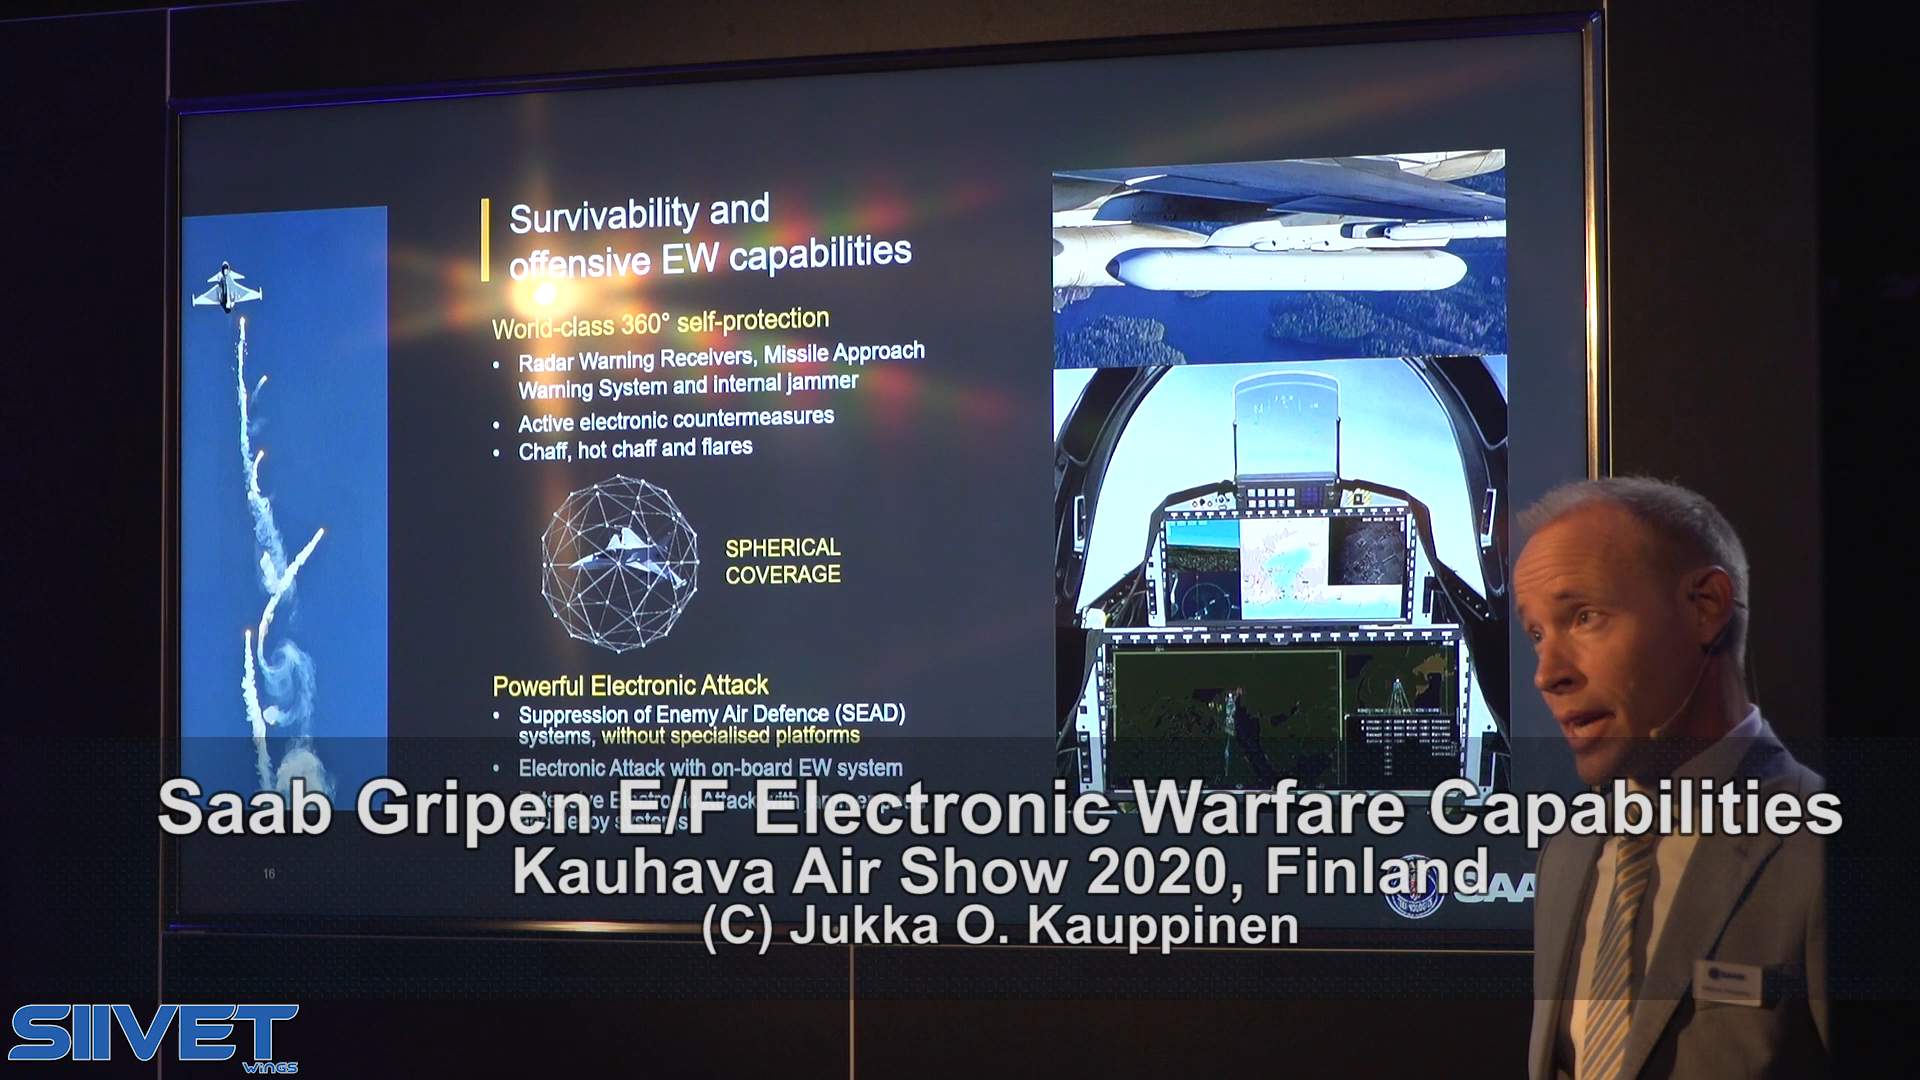 Survivability and
offensive EW capabilities
World-class 360° self-protection
• Radar Warning Receivers, Missile Approach
Warning System and internal jammer
• Active electronic countermeasures
• Chaff, hot chaff and flares
SPHERICAL
COVERAGE
Powerful Electronic Attack
• Suppression of Enemy Air Defence (SEAD)
systems, without specialised platforms
• Electronic Attack with on-board EW system
Saab Gripen E/F Electronic Warfare Capabilities
Kauhava Air Show 2020, Finland
16
(C) Jukka O. Kauppinen
SIIVET
WINGS